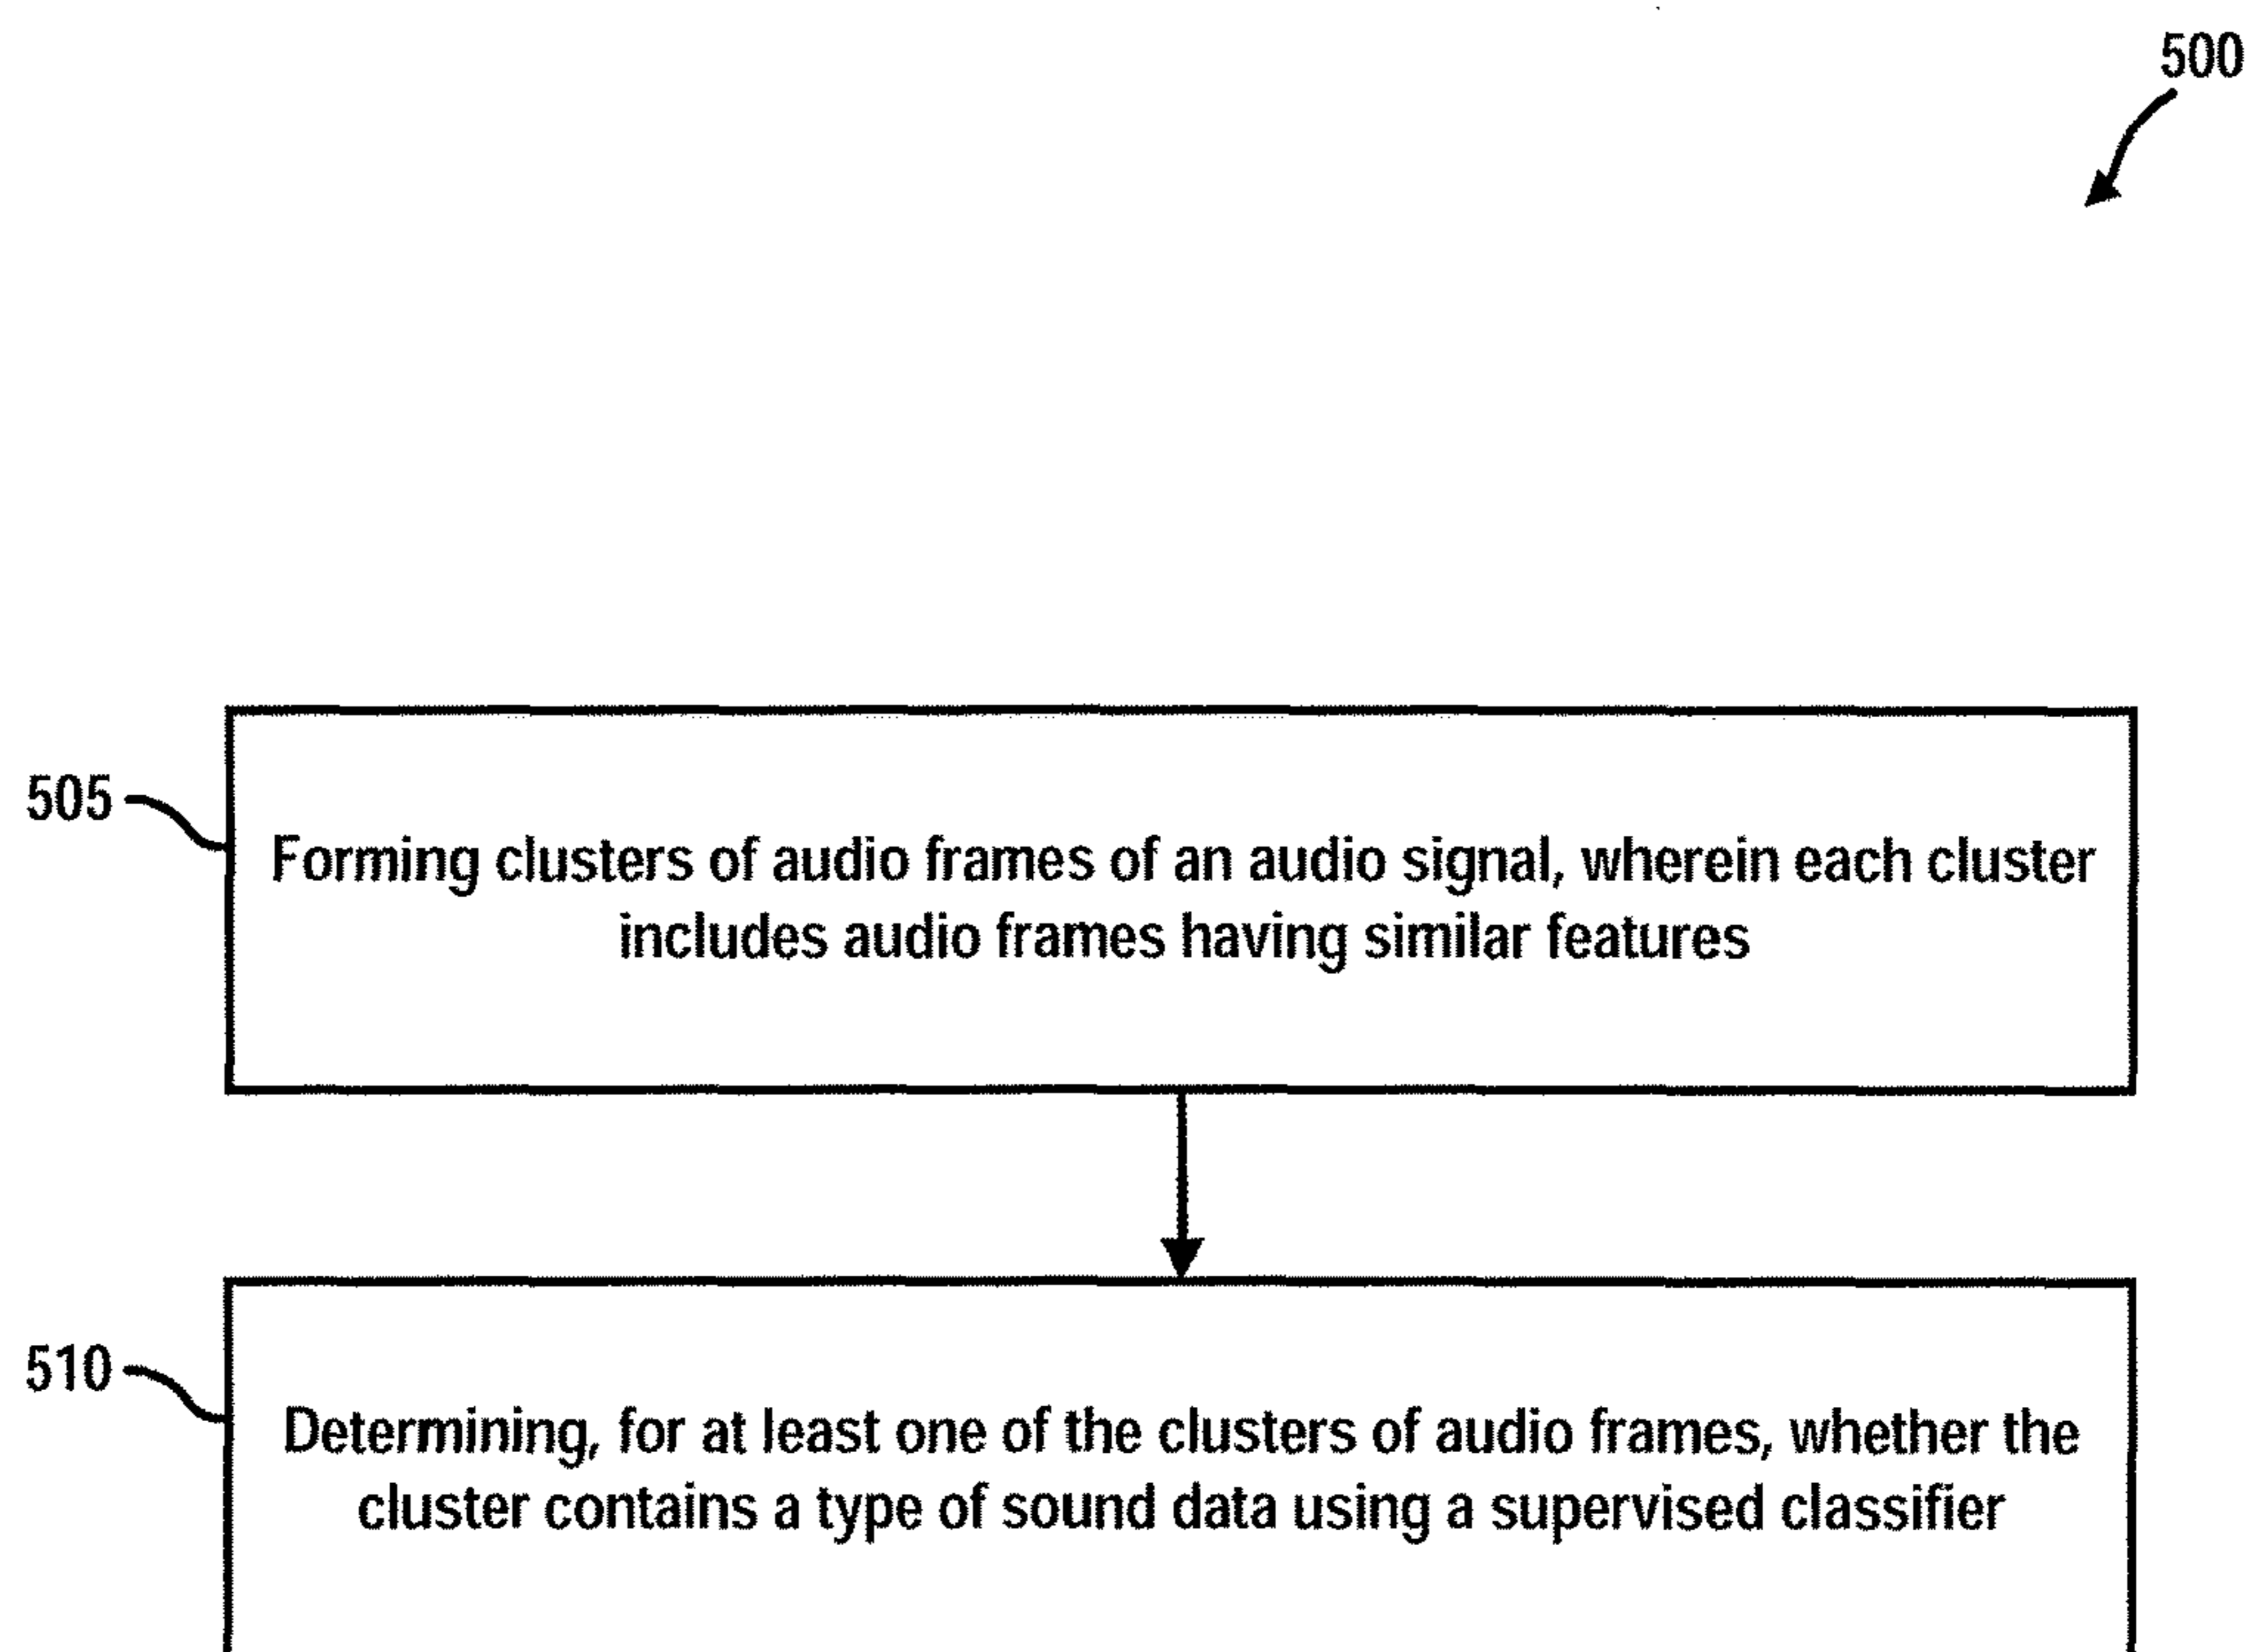 500
505
Forming clusters of audio frames of an audio signal, wherein each cluster
includes audio frames having similar features
510
Determining, for at least one of the clusters of audio frames, whether the
cluster contains a type of sound data using a supervised classifier